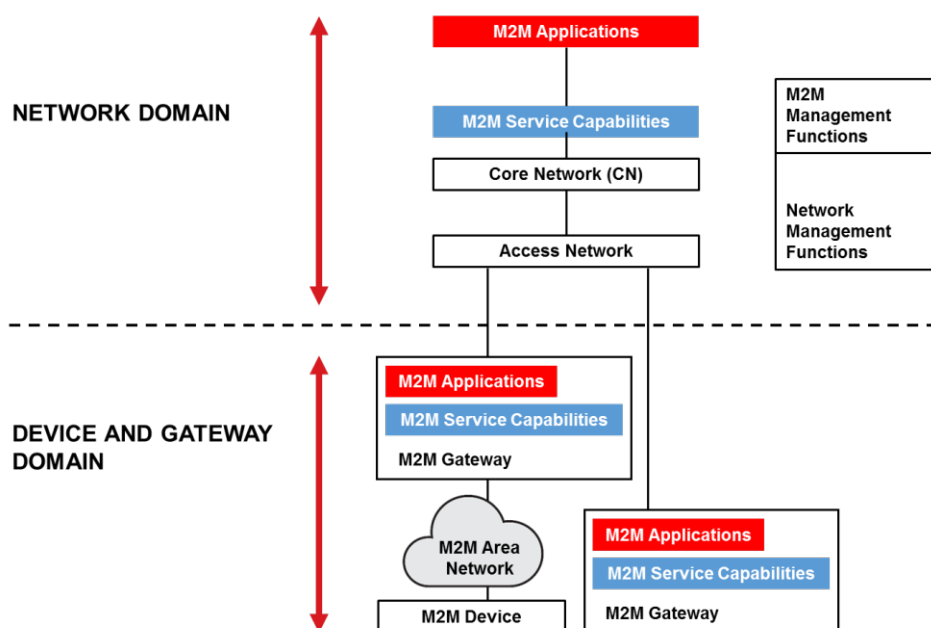 M2M Applications
NETWORK DOMAIN
M2M Service Capabilities
Core Network (CN)
Access Network
M2M
Management
Functions
Network
Management
Functions
DEVICE AND GATEWAY
DOMAIN
M2M Applications
M2M Service Capabilities
M2M Gateway
M2M Area
Network
M2M Device
M2M Applications
M2M Service Capabilities
M2M Gateway